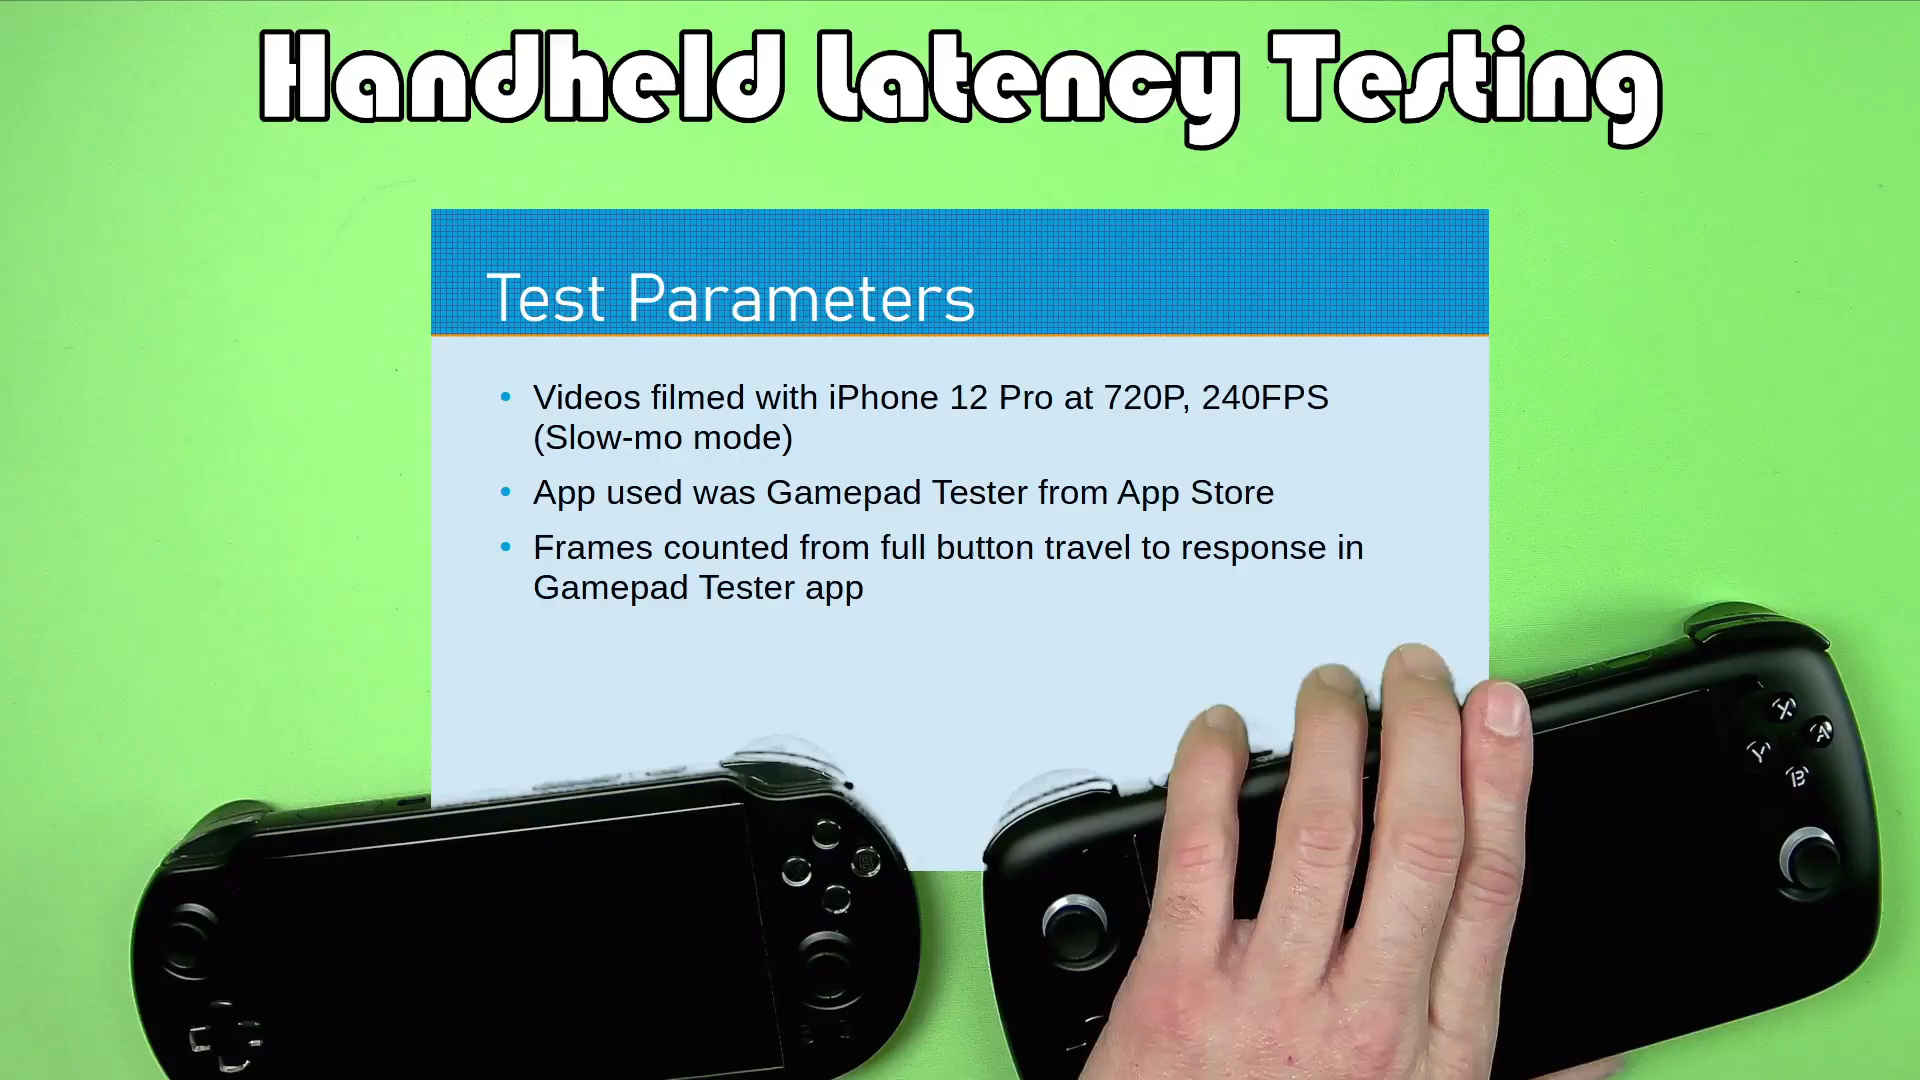 Handheld Latency Testing
Test Parameters
• Videos filmed with iPhone 12 Pro at 720P, 240FPS
(Slow-mo mode)
• App used was Gamepad Tester from App Store
• Frames counted from full button travel to response in
Gamepad Tester app
X
A
Y
B
B